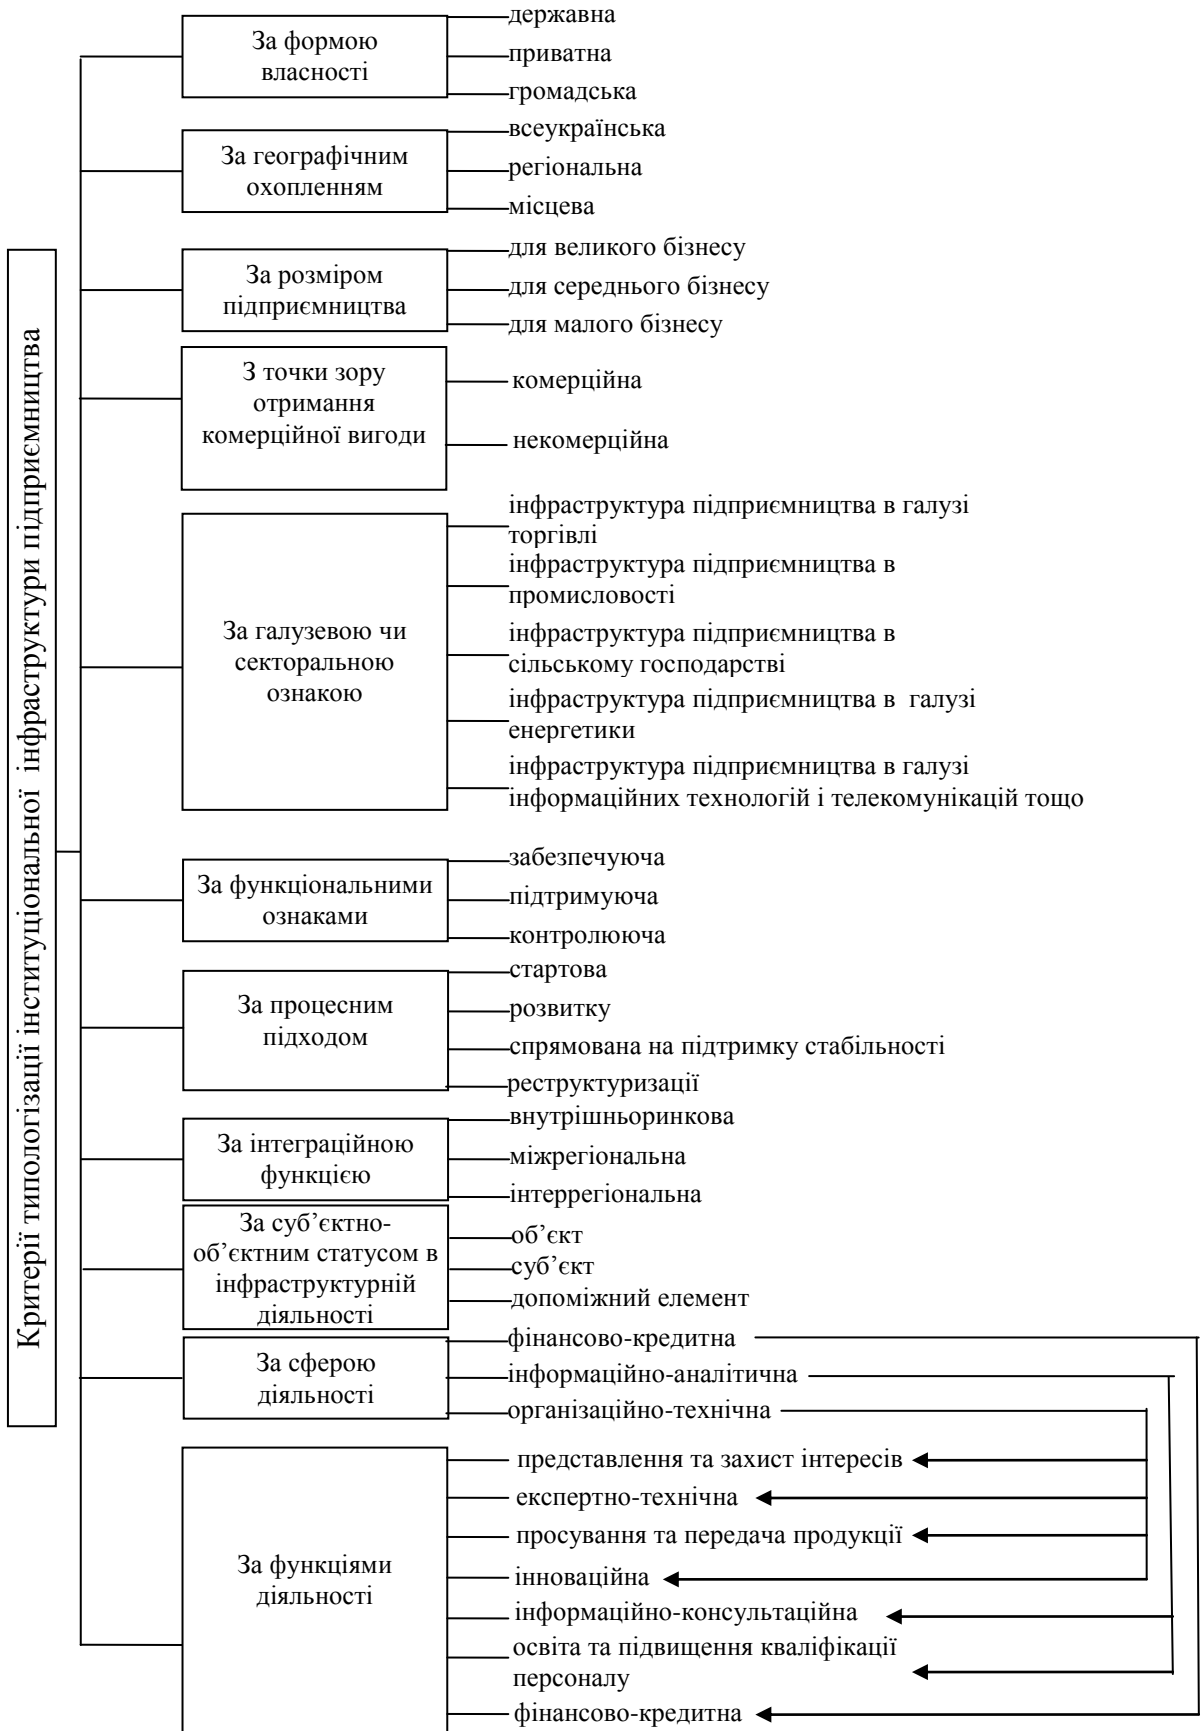 Критерії типологізації інституціональної інфраструктури підприємництва
За формою
власності
державна
приватна
громадська
За географічним
охопленням
всеукраїнська
регіональна
місцева
За розміром
підприємництва
для великого бізнесу
для середнього бізнесу
для малого бізнесу
З точки зору
отримання
комерційної вигоди
комерційна
некомерційна
За галузевою чи
секторальною
ознакою
інфраструктура підприємництва в галузі
торгівлі
інфраструктура підприємництва в
промисловості
інфраструктура підприємництва в
сільському господарстві
інфраструктура підприємництва в галузі
енергетики
інфраструктура підприємництва в галузі
інформаційних технологій і телекомунікацій тощо
За функціональними
ознаками
забезпечуюча
підтримуюча
контролююча
За процесним
підходом
стартова
розвитку
спрямована на підтримку стабільності
реструктуризації
За інтеграційною
функцією
внутрішньоринкова
міжрегіональна
інтеррегіональна
За суб’єктно-
об’єктним статусом в
інфраструктурній
діяльності
об’єкт
суб’єкт
допоміжний елемент
За сферою
діяльності
фінансово-кредитна
інформаційно-аналітична
організаційно-технічна
За функціями
діяльності
представлення та захист інтересів
експертно-технічна
просування та передача продукції
інноваційна
інформаційно-консультаційна
освіта та підвищення кваліфікації
персоналу
фінансово-кредитна